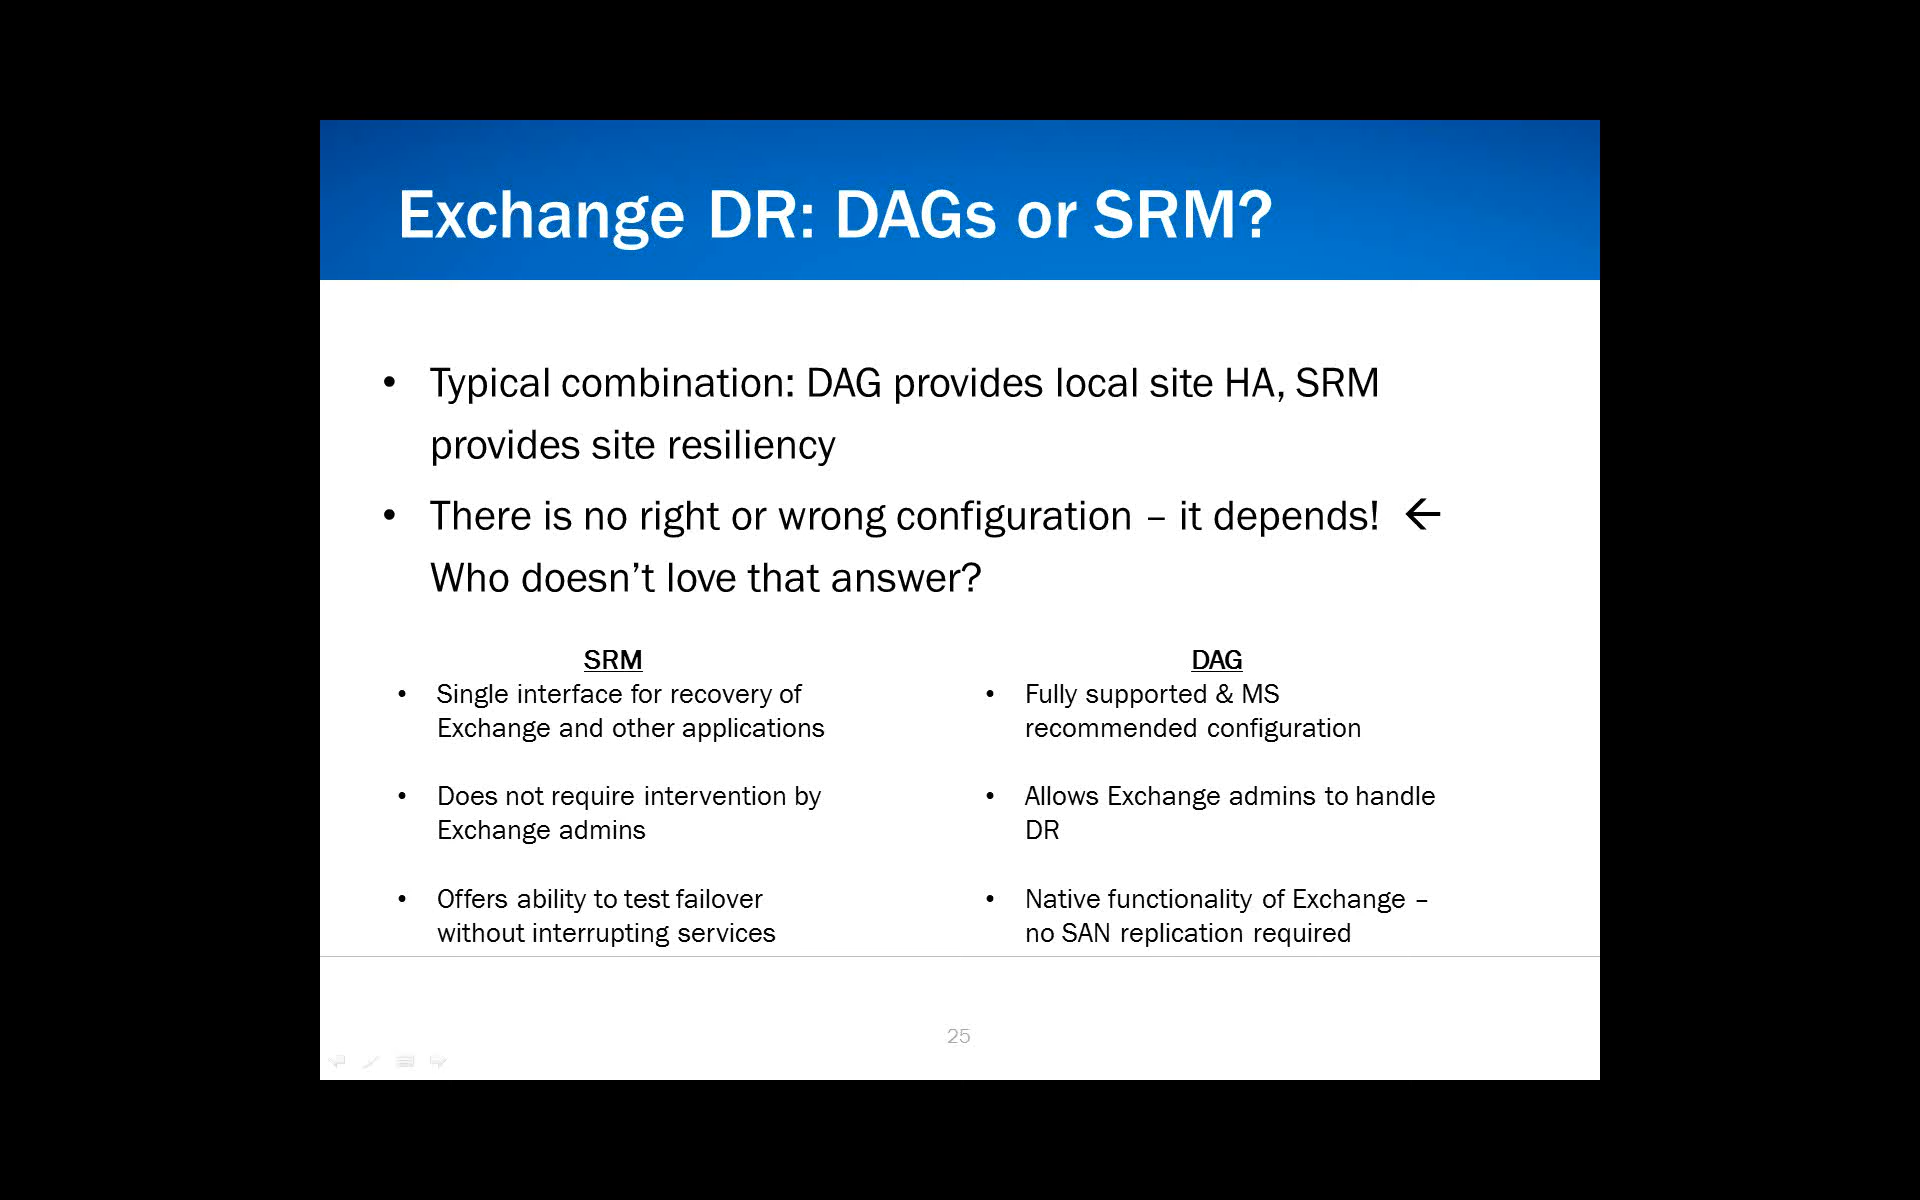 Exchange DR: DAGs or SRM?
• Typical combination: DAG provides local site HA, SRM
provides site resiliency
• There is no right or wrong configuration – it depends! ←
Who doesn’t love that answer?
SRM
• Single interface for recovery of
Exchange and other applications
• Does not require intervention by
Exchange admins
• Offers ability to test failover
without interrupting services
DAG
• Fully supported & MS
recommended configuration
• Allows Exchange admins to handle
DR
• Native functionality of Exchange –
no SAN replication required
25